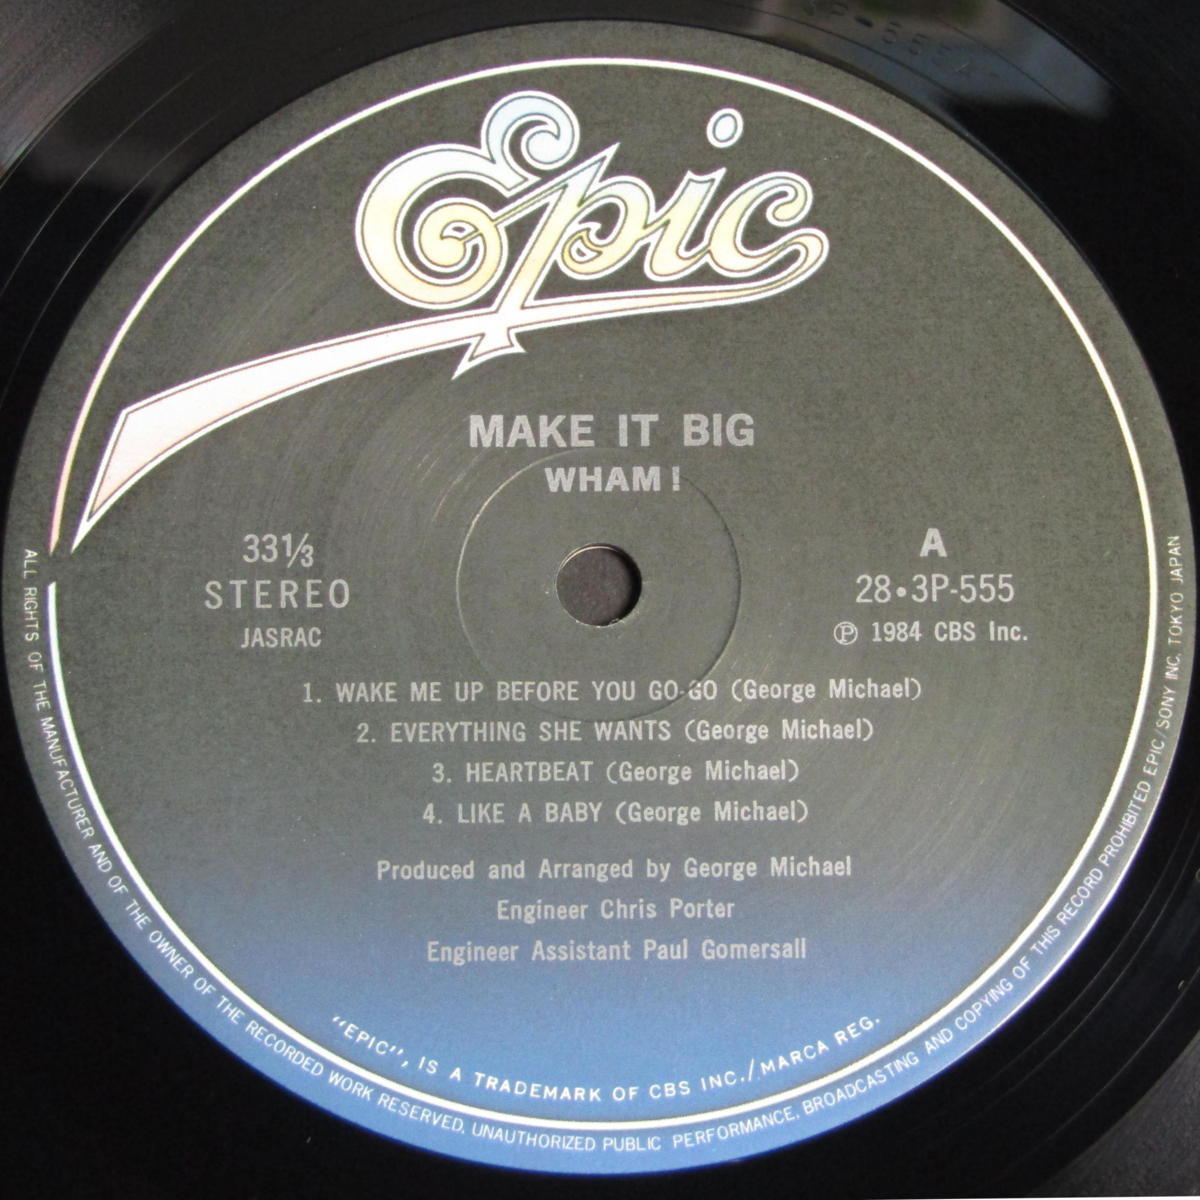 Epic
MAKE IT BIG
WHAM!
33⅓
STEREO
JASRAC
A
28•3P-555
℗ 1984 CBS Inc.
1. WAKE ME UP BEFORE YOU GO-GO (George Michael)
2. EVERYTHING SHE WANTS (George Michael)
3. HEARTBEAT (George Michael)
4. LIKE A BABY (George Michael)
Produced and Arranged by George Michael
Engineer Chris Porter
Engineer Assistant Paul Gomersall
"EPIC", IS A TRADEMARK OF CBS INC./MARCA REG.
ALL RIGHTS OF THE MANUFACTURER AND OF THE OWNER OF THE RECORDED WORK RESERVED. UNAUTHORIZED PUBLIC PERFORMANCE, BROADCASTING AND COPYING OF THIS RECORD PROHIBITED EPIC/SONY INC. TOKYO JAPAN